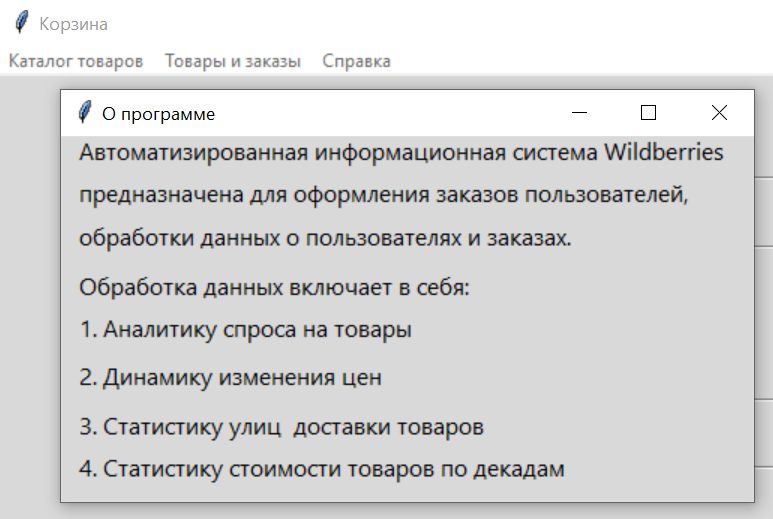 Корзина
Каталог товаров Товары и заказы Справка
О программе
Автоматизированная информационная система Wildberries
предназначена для оформления заказов пользователей,
обработки данных о пользователях и заказах.
Обработка данных включает в себя:
1. Аналитику спроса на товары
2. Динамику изменения цен
3. Статистику улиц доставки товаров
4. Статистику стоимости товаров по декадам